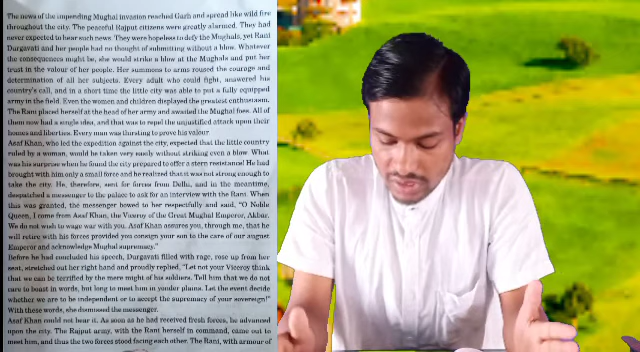 The news of the impending Mughal invasion reached Garh and spread like wild fire
throughout the city. The peaceful Rajput citizens were greatly alarmed. They had
never expected to hear such news. They were hopeless to defy the Mughals, yet Rani
Durgavati and her people had no thought of submitting without a blow. Whatever
the consequences might be, she would strike a blow at the Mughals and put her
trust in the valour of her people. Her summons to arms roused the courage and
determination of all her subjects. Every adult who could fight, answered his
country's call, and in a short time the little city was able to put a fully equipped
army in the field. Even the women and children displayed the greatest enthusiasm.
The Rani placed herself at the head of her army and awaited the Mughal foes. All of
them now had a single idea, and that was to repel the unjustified attack upon their
homes and liberties. Every man was thirsting to prove his valour.
Asaf Khan, who led the expedition against the city, expected that the little country
ruled by a woman, would be taken very easily without striking even a blow. What
was his surprise when he found the city prepared to offer a stern resistance! He had
brought with him only a small force and he realized that it was not strong enough to
take the city. He, therefore, sent for forces from Delhi, and in the meantime,
despatched a messenger to the palace to ask for an interview with the Rani. When
this was granted, the messenger bowed to her respectfully and said, "O Noble
Queen, I come from Asaf Khan, the Viceroy of the Great Mughal Emperor, Akbar.
We do not wish to wage war with you. Asaf Khan assures you, through me, that he
will retire with his forces provided you consign your son to the care of our august
Emperor and acknowledge Mughal supremacy."
Before he had concluded his speech, Durgavati filled with rage, rose up from her
seat, stretched out her right hand and proudly replied, "Let not your Viceroy think
that we can be terrified by the mere might of his soldiers. Tell him that we do not
care to boast in words, but long to meet him in yonder plains. Let the event decide
whether we are to be independent or to accept the supremacy of your sovereign!"
With these words, she dismissed the messenger.
Asaf Khan could not bear it. As soon as he had received fresh forces, he advanced
upon the city. The Rajput army, with the Rani herself in command, came out to
meet him, and thus the two forces stood facing each other. The Rani, with armour of